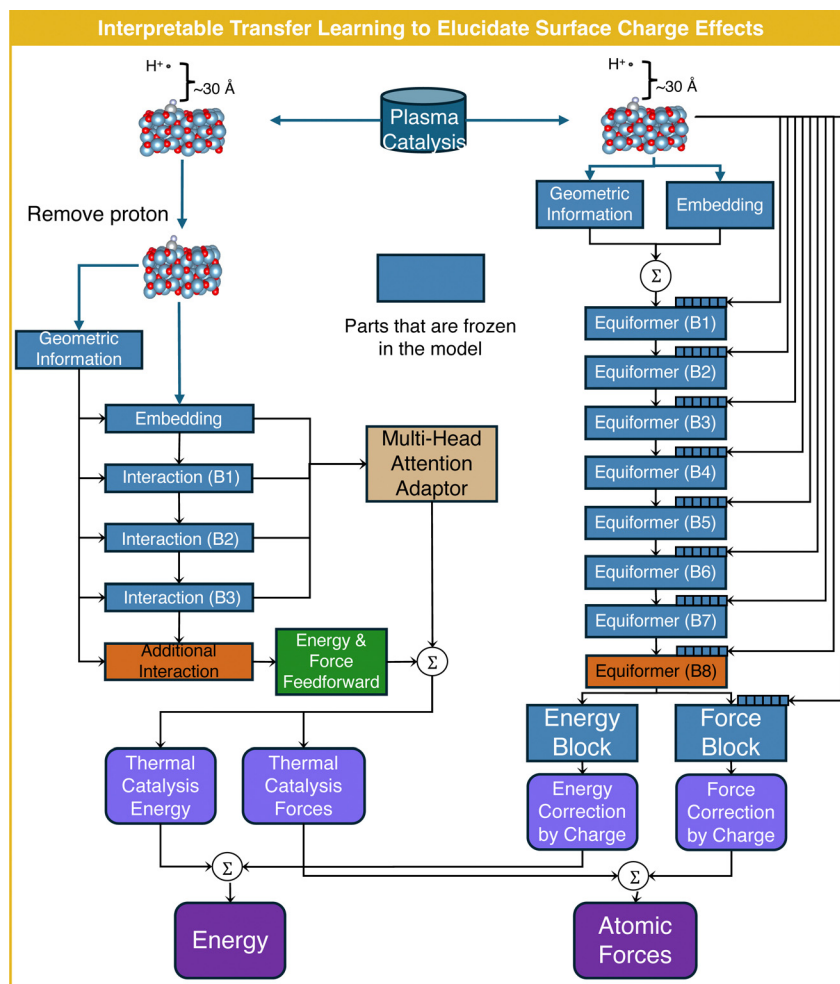 Interpretable Transfer Learning to Elucidate Surface Charge Effects
H⁺
~30 Å
Plasma
Catalysis
H⁺
~30 Å
Remove proton
Geometric
Information
Embedding
Σ
Parts that are frozen
in the model
Geometric
Information
Embedding
Interaction (B1)
Interaction (B2)
Interaction (B3)
Additional
Interaction
Energy &
Force
Feedforward
Multi-Head
Attention
Adaptor
Σ
Equiformer (B1)
Equiformer (B2)
Equiformer (B3)
Equiformer (B4)
Equiformer (B5)
Equiformer (B6)
Equiformer (B7)
Equiformer (B8)
Energy
Block
Force
Block
Thermal
Catalysis
Energy
Thermal
Catalysis
Forces
Energy
Correction
by Charge
Force
Correction
by Charge
Σ
Σ
Energy
Atomic
Forces